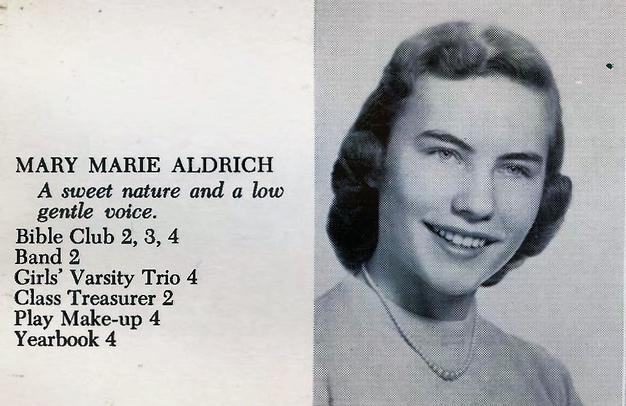 MARY MARIE ALDRICH
A sweet nature and a low
gentle voice.
Bible Club 2, 3, 4
Band 2
Girls' Varsity Trio 4
Class Treasurer 2
Play Make-up 4
Yearbook 4